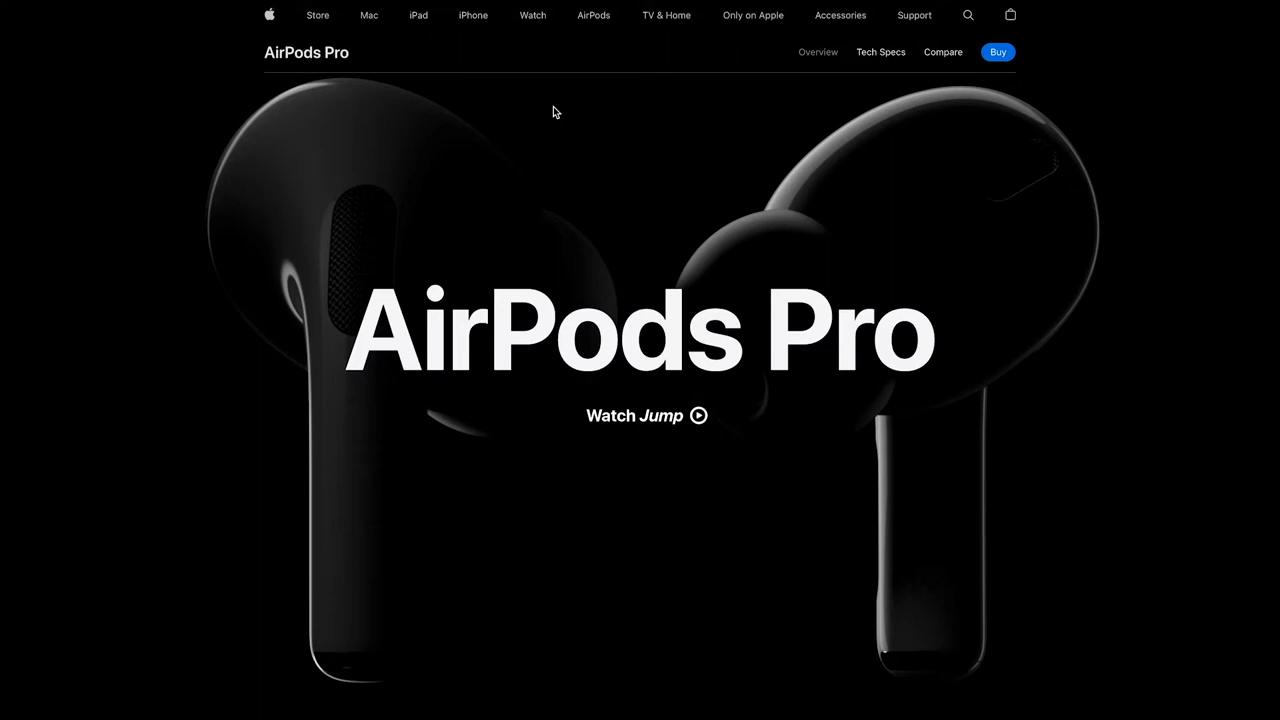 Store Mac iPad iPhone Watch AirPods TV & Home Only on Apple Accessories Support
AirPods Pro Overview Tech Specs Compare Buy
AirPods Pro
Watch Jump